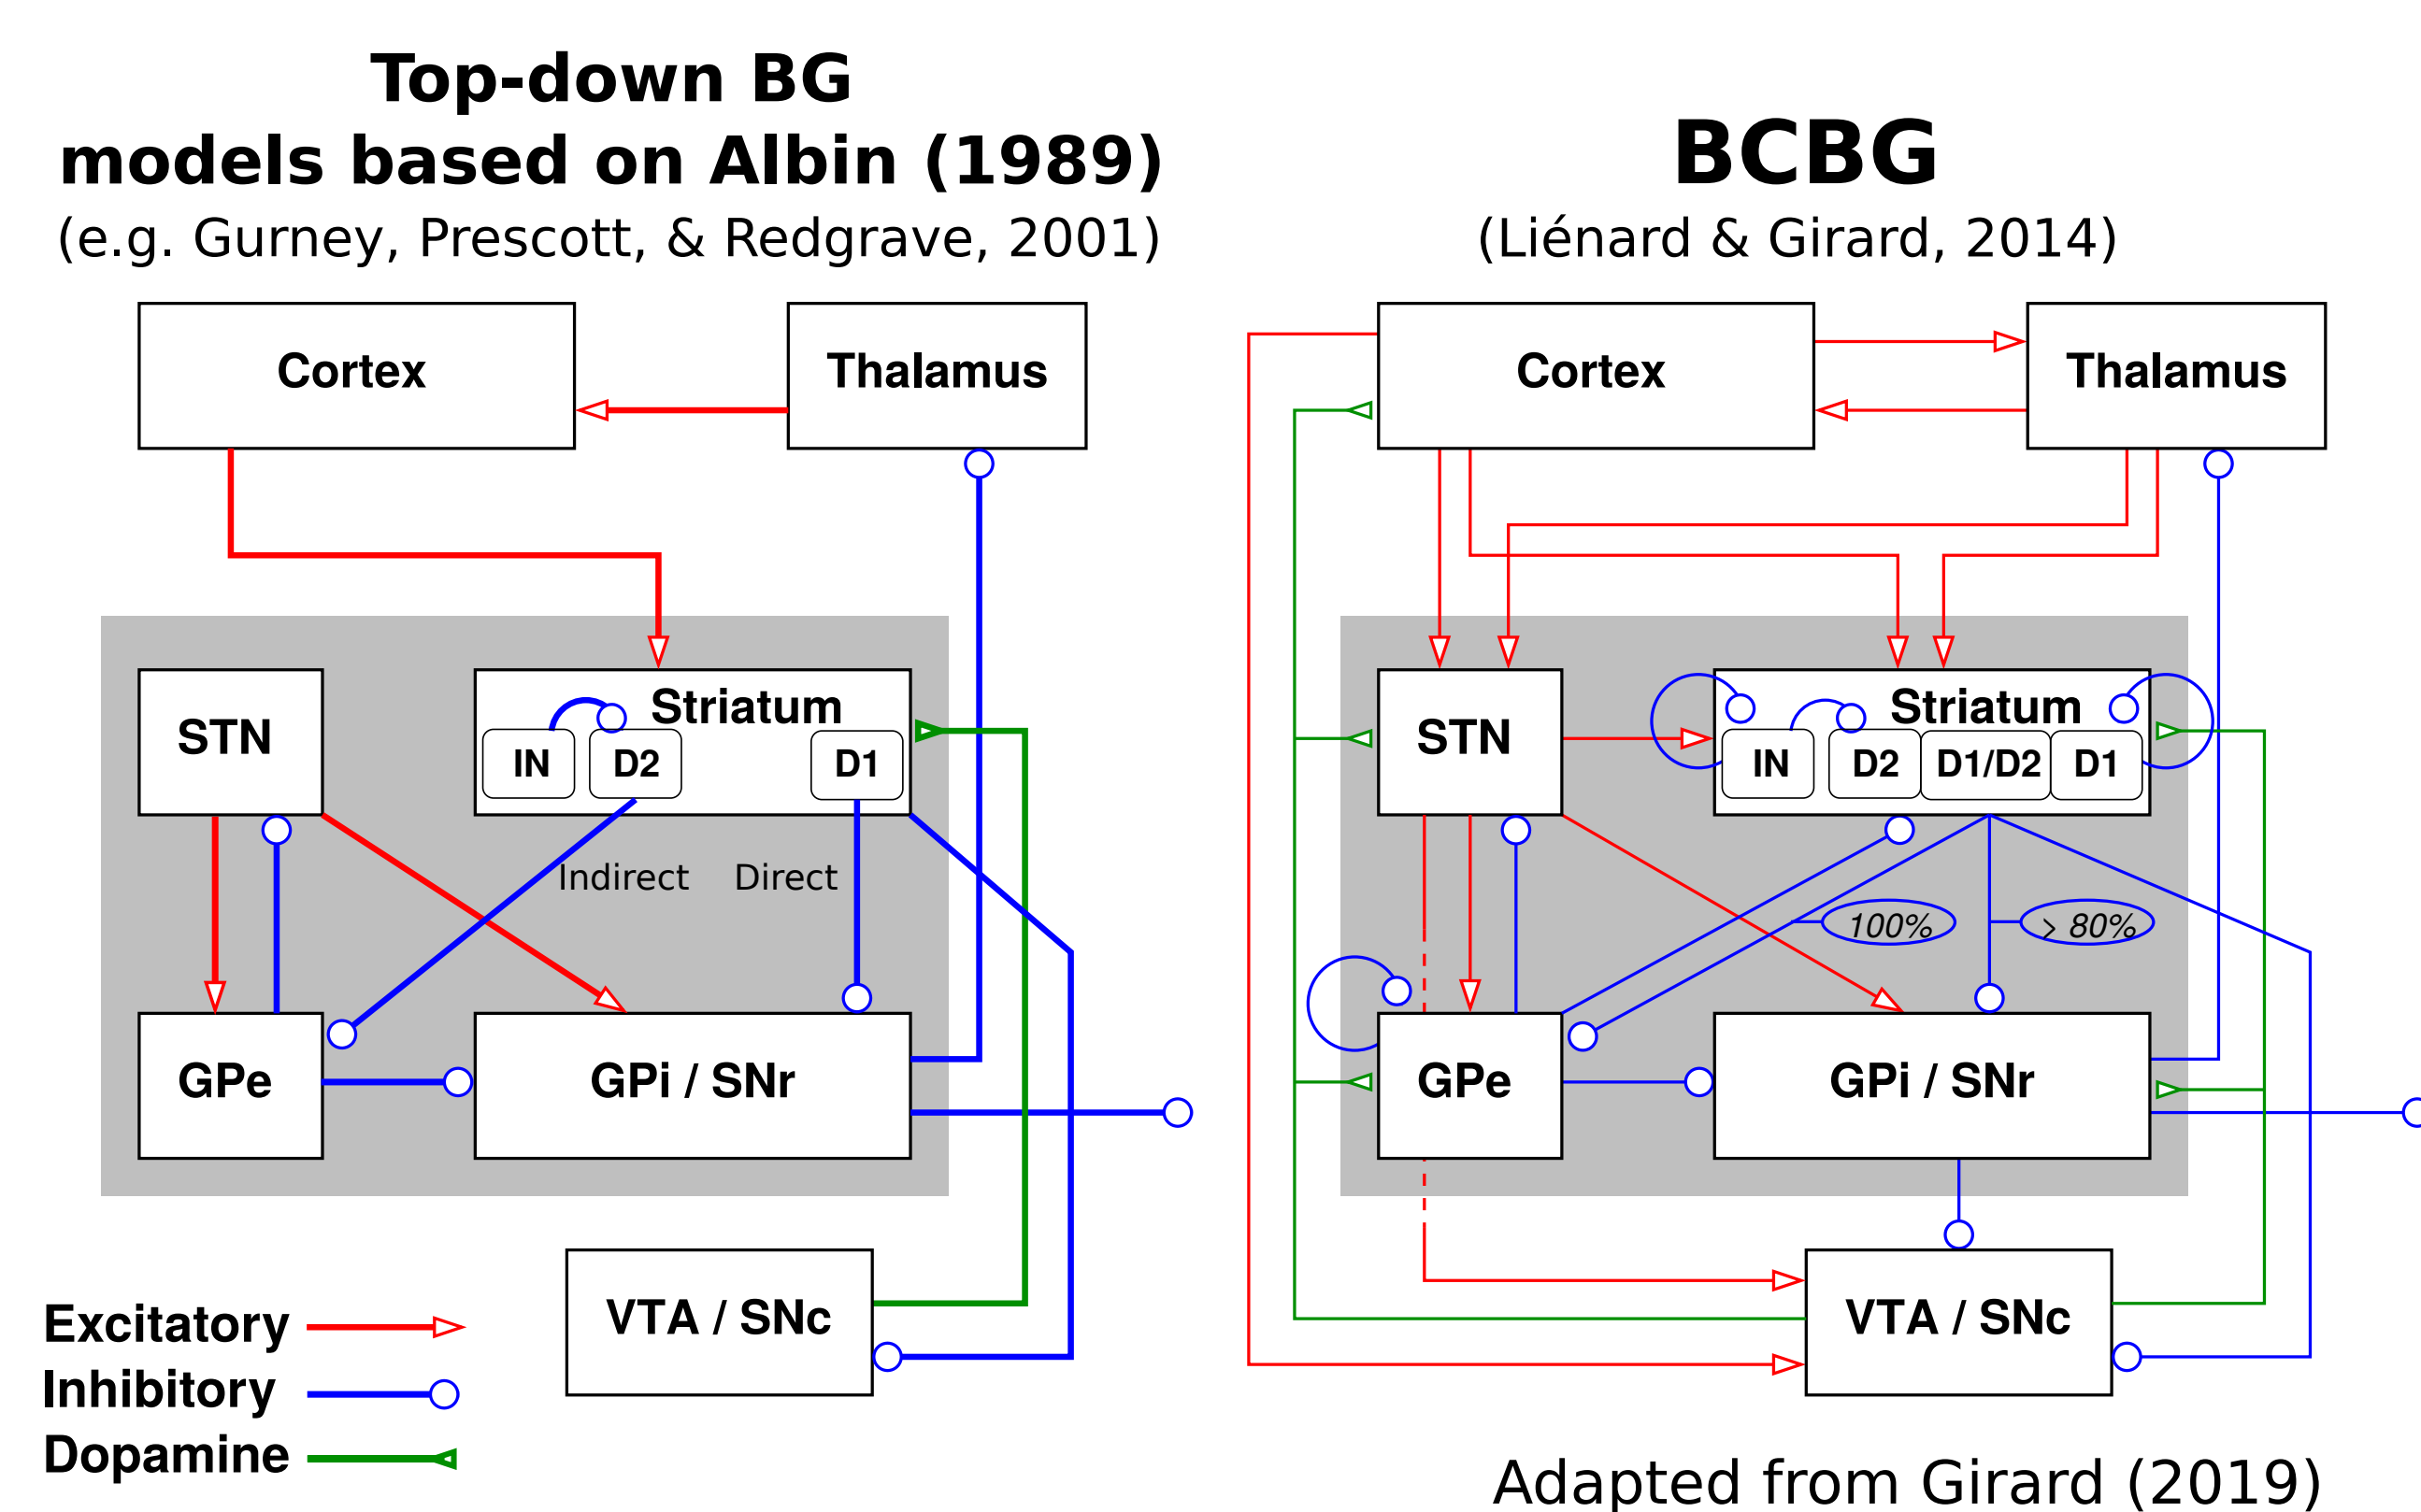 Top-down BG
models based on Albin (1989)
(e.g. Gurney, Prescott, & Redgrave, 2001)
Cortex
Thalamus
STN
Striatum
IN
D2
D1
Indirect
Direct
GPe
GPi / SNr
VTA / SNc
Excitatory
Inhibitory
Dopamine
BCBG
(Liénard & Girard, 2014)
Cortex
Thalamus
STN
Striatum
IN
D2
D1/D2
D1
100%
> 80%
GPe
GPi / SNr
VTA / SNc
Adapted from Girard (2019)